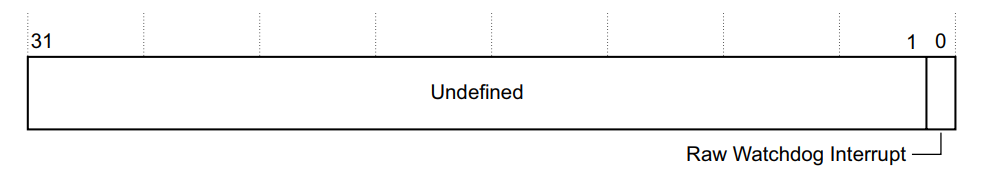 31 1 0
Undefined
Raw Watchdog Interrupt